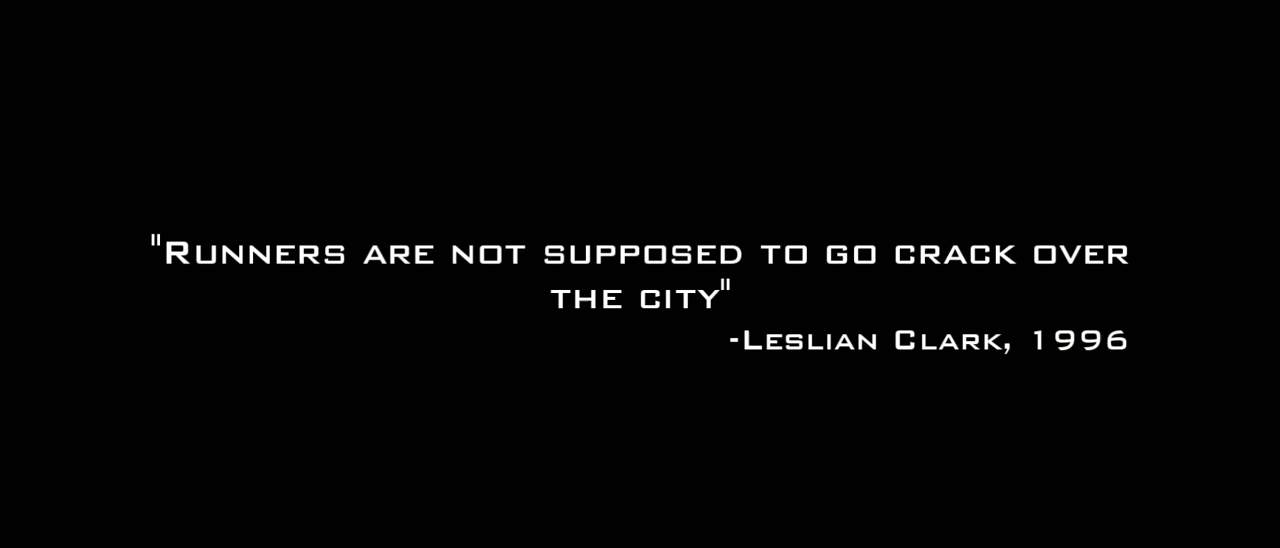 "Runners are not supposed to go crack over
the city"
-Leslian Clark, 1996